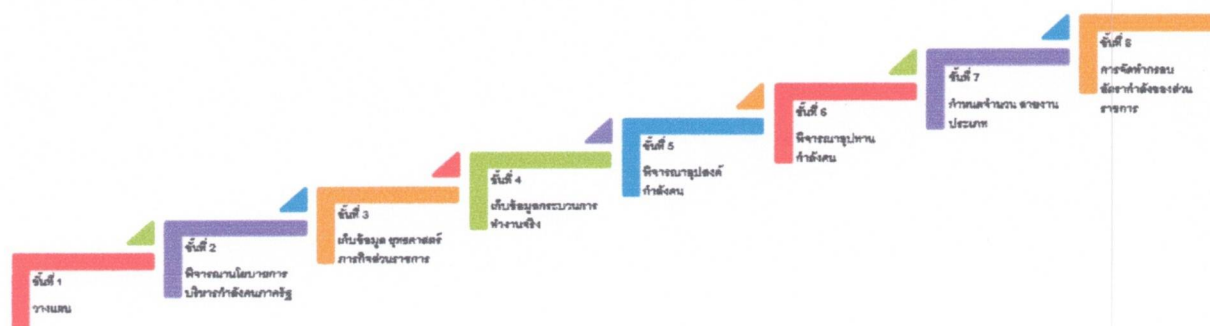 ขั้นที่ 1
วางแผน
ขั้นที่ 2
พิจารณานโยบายการ
บริหารกำลังคนภาครัฐ
ขั้นที่ 3
เก็บข้อมูล ยุทธศาสตร์
ภารกิจส่วนราชการ
ขั้นที่ 4
เก็บข้อมูลกระบวนการ
ทำงานจริง
ขั้นที่ 5
พิจารณาอุปสงค์
กำลังคน
ขั้นที่ 6
พิจารณาอุปทาน
กำลังคน
ขั้นที่ 7
กำหนดจำนวน สายงาน
ประเภท
ขั้นที่ 8
การจัดทำกรอบ
อัตรากำลังของส่วน
ราชการ